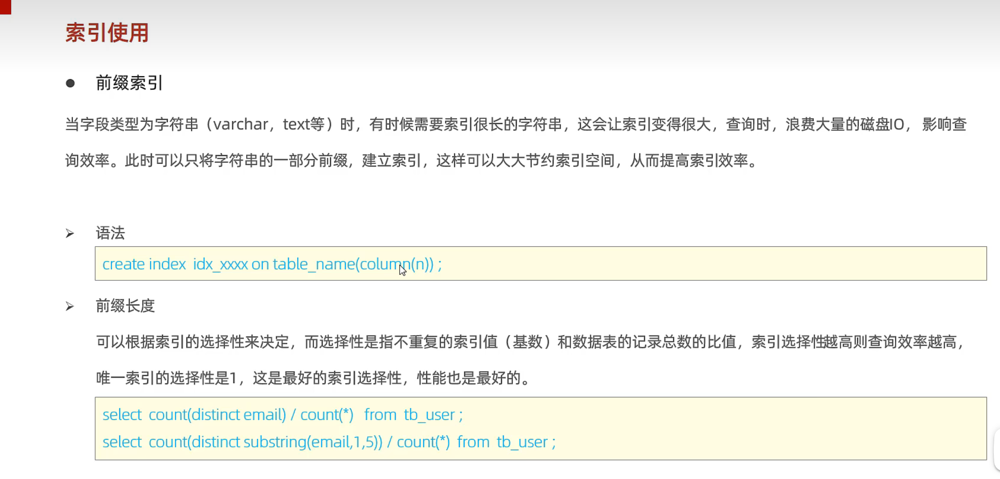 索引使用
● 前缀索引
当字段类型为字符串（varchar，text等）时，有时候需要索引很长的字符串，这会让索引变得很大，查询时，浪费大量的磁盘IO， 影响查
询效率。此时可以只将字符串的一部分前缀，建立索引，这样可以大大节约索引空间，从而提高索引效率。
➢ 语法
create index idx_xxxx on table_name(column(n)) ;
➢ 前缀长度
可以根据索引的选择性来决定，而选择性是指不重复的索引值（基数）和数据表的记录总数的比值，索引选择性越高则查询效率越高，
唯一索引的选择性是1，这是最好的索引选择性，性能也是最好的。
select count(distinct email) / count(*) from tb_user ;
select count(distinct substring(email,1,5)) / count(*) from tb_user ;